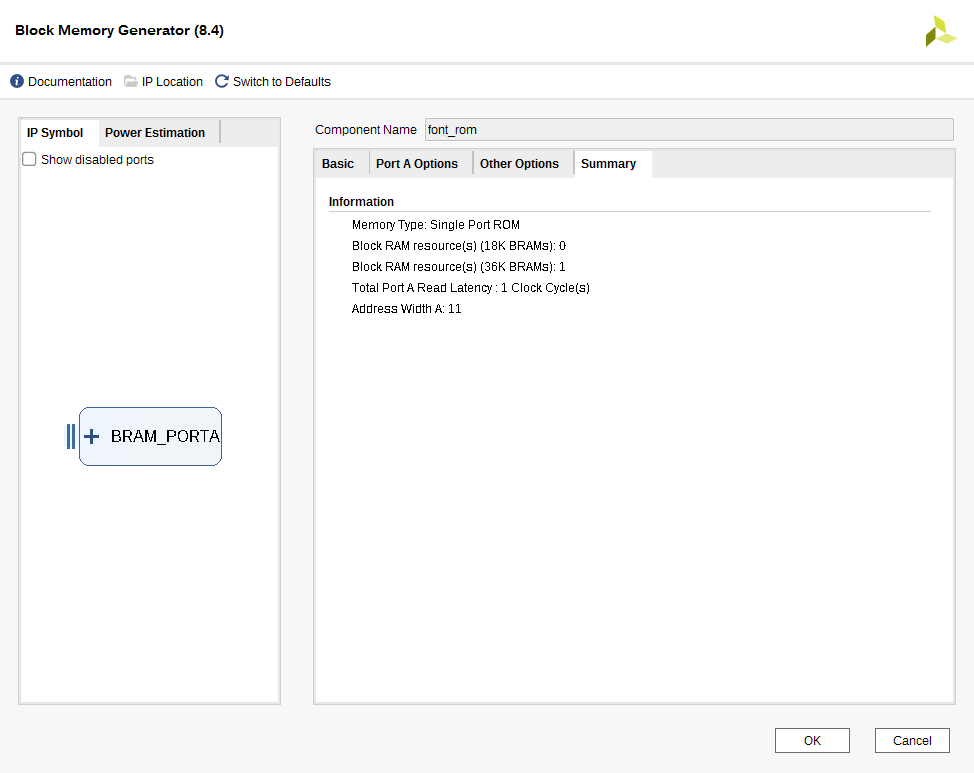 Block Memory Generator (8.4)
Documentation IP Location Switch to Defaults
IP Symbol Power Estimation
Show disabled ports
BRAM_PORTA
Component Name font_rom
Basic Port A Options Other Options Summary
Information
Memory Type: Single Port ROM
Block RAM resource(s) (18K BRAMs): 0
Block RAM resource(s) (36K BRAMs): 1
Total Port A Read Latency : 1 Clock Cycle(s)
Address Width A: 11
OK Cancel